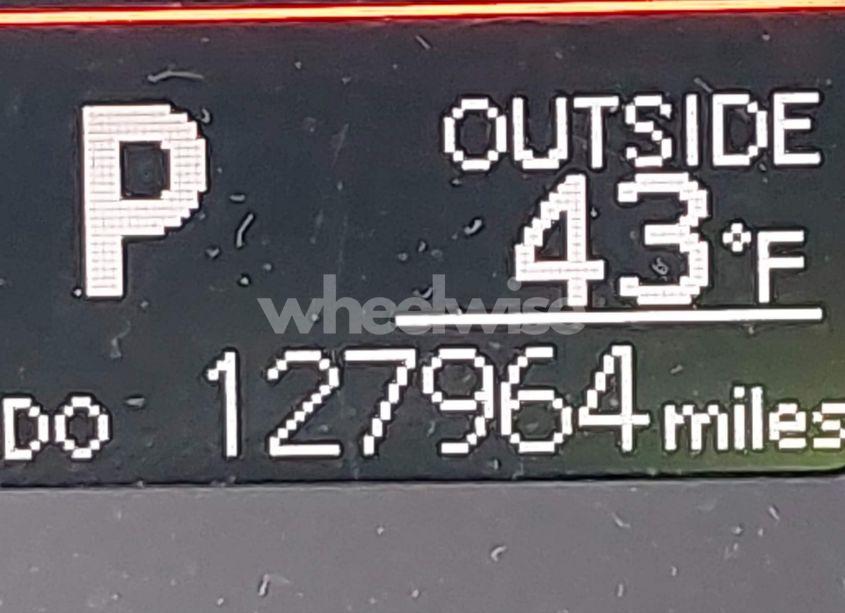 P
OUTSIDE
43°F
wheelwise
DO 127964 miles